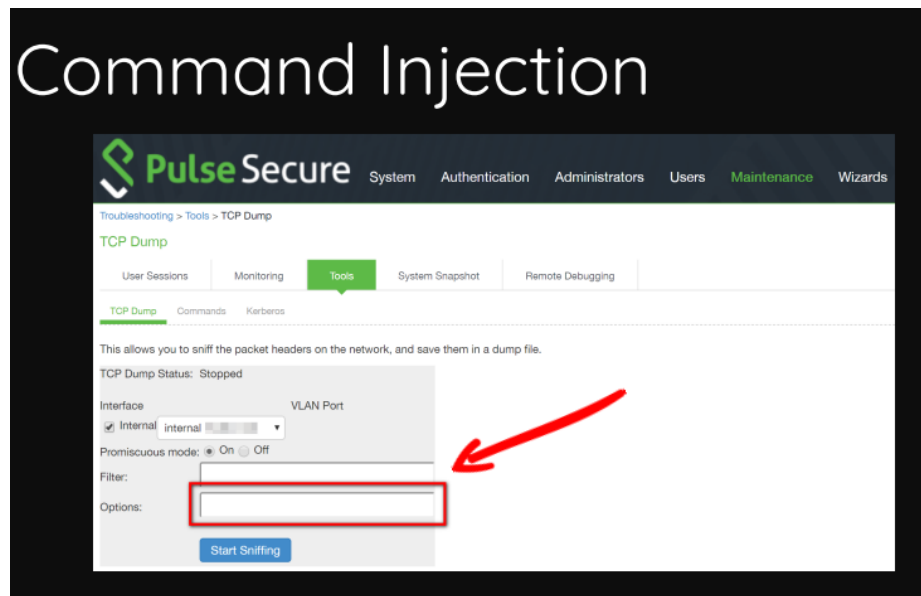 Command Injection
Pulse Secure System Authentication Administrators Users Maintenance Wizards
Troubleshooting > Tools > TCP Dump
TCP Dump
User Sessions Monitoring Tools System Snapshot Remote Debugging
TCP Dump Commands Kerberos
This allows you to sniff the packet headers on the network, and save them in a dump file.
TCP Dump Status: Stopped
Interface VLAN Port
Internal internal
Promiscuous mode: On Off
Filter:
Options:
Start Sniffing